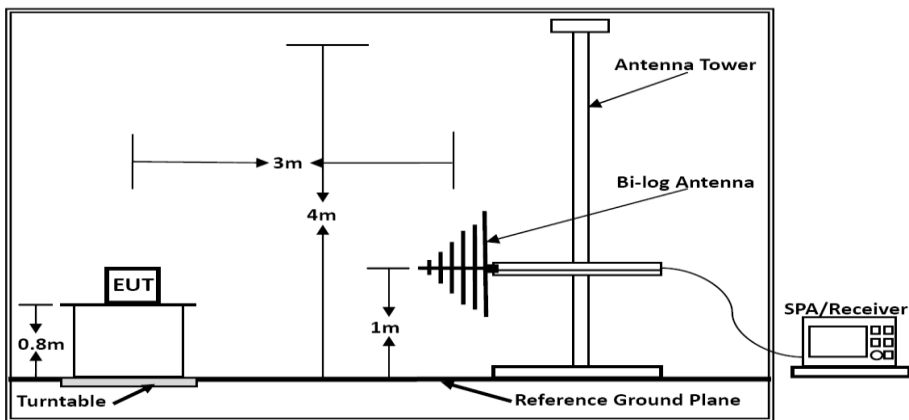 Antenna Tower
3m
Bi-log Antenna
4m
EUT
SPA/Receiver
0.8m
1m
Turntable
Reference Ground Plane